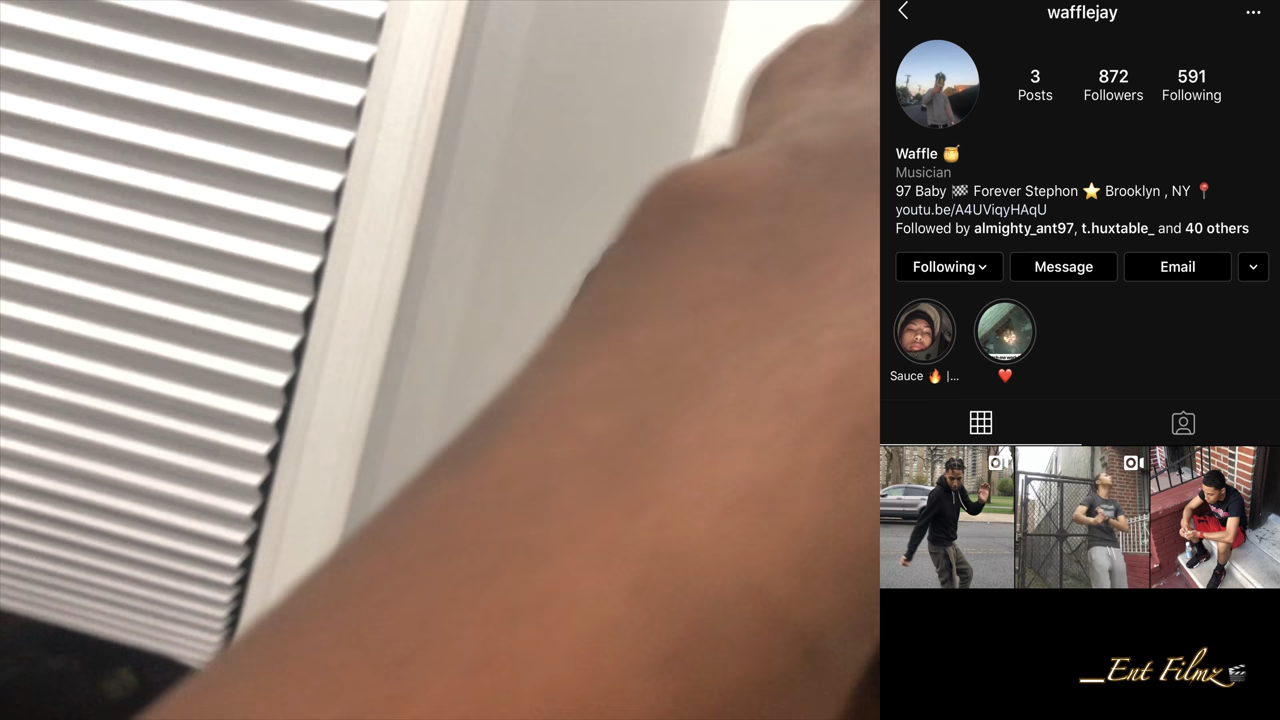 wafflejay
3
872
591
Posts
Followers
Following
Waffle 🍯
Musician
97 Baby 🏁 Forever Stephon ⭐ Brooklyn , NY 📍
youtu.be/A4UViqyHAqU
Followed by almighty_ant97, t.huxtable_ and 40 others
Following
Message
Email
Sauce 🔥 |...
❤️
__Ent Filmz🎬